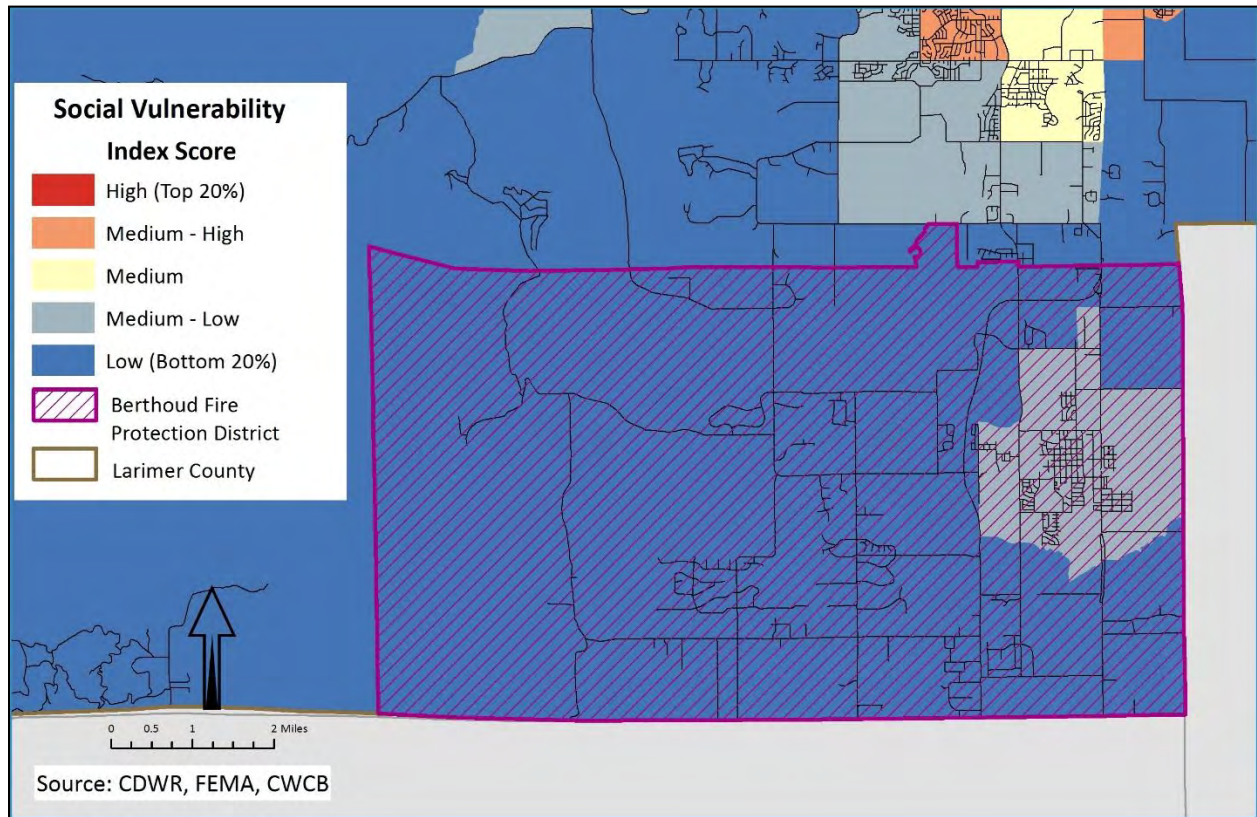 Social Vulnerability
Index Score
High (Top 20%)
Medium - High
Medium
Medium - Low
Low (Bottom 20%)
Berthoud Fire
Protection District
Larimer County
0 0.5 1 2 Miles
Source: CDWR, FEMA, CWCB